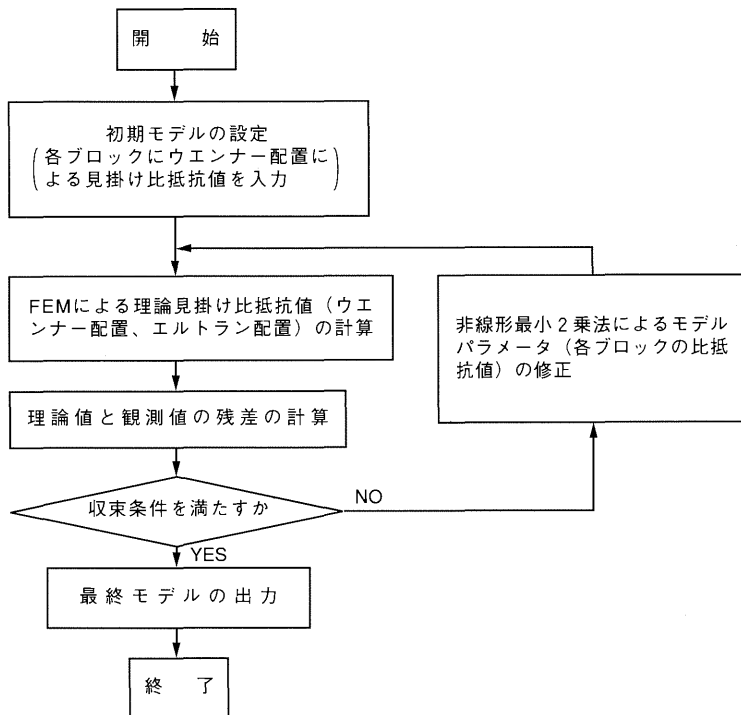 開 始
初期モデルの設定
(各ブロックにウエンナー配置に
よる見掛け比抵抗値を入力)
FEMによる理論見掛け比抵抗値(ウエ
ンナー配置、エルトラン配置)の計算
非線形最小2乗法によるモデル
パラメータ(各ブロックの比抵
抗値)の修正
理論値と観測値の残差の計算
収束条件を満たすか
NO
YES
最終モデルの出力
終 了